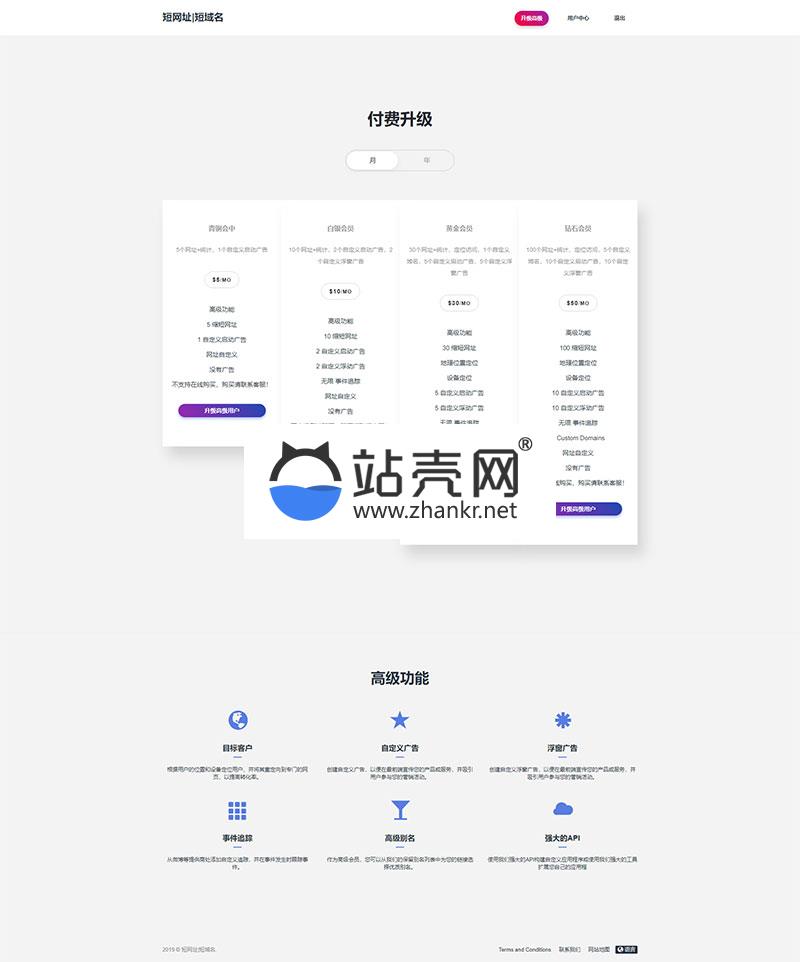 短网址|短域名
升级高级
用户中心
退出
付费升级
月
年
青铜会中
5个网址+统计，1个自定义启动广告
$5/MO
高级功能
5 缩短网址
1 自定义启动广告
网址自定义
没有广告
不支持在线购买，购买请联系客服！
升级高级用户
白银会员
10个网址+统计，2个自定义启动广告，2
个自定义浮窗广告
$10/MO
高级功能
10 缩短网址
2 自定义启动广告
2 自定义浮动广告
无限 事件追踪
网址自定义
没有广告
黄金会员
30个网址+统计，定位访问，1个自定义
域名，5个自定义启动广告，5个自定义浮
窗广告
$30/MO
高级功能
30 缩短网址
地理位置定位
设备定位
5 自定义启动广告
5 自定义浮动广告
钻石会员
100个网址+统计，定位访问，5个自定义
域名，10个自定义启动广告，10个自定
义浮窗广告
$50/MO
高级功能
100 缩短网址
地理位置定位
设备定位
10 自定义启动广告
10 自定义浮动广告
无限 事件追踪
Custom Domains
网址自定义
没有广告
购买，购买请联系客服！
升级高级用户
站壳网®
www.zhankr.net
高级功能
目标客户
根据用户的位置和设备定位用户，并将其重定向到专门的网
页，以提高转化率。
自定义广告
创建自定义广告，以便在最前端宣传您的产品或服务，并吸引
用户参与您的营销活动。
浮窗广告
创建自定义浮窗广告，以便在最前端宣传您的产品或服务，并
吸引用户参与您的营销活动。
事件追踪
从微博等提供商处添加自定义追踪，并在事件发生时跟踪事
件。
高级别名
作为高级会员，您可以从我们的保留别名列表中为您的链接选
择优质别名。
强大的API
使用我们强大的API构建自定义应用程序或使用我们强大的工具
扩展您自己的应用程
2019 © 短网址|短域名.
Terms and Conditions
联系我们
网站地图
语言